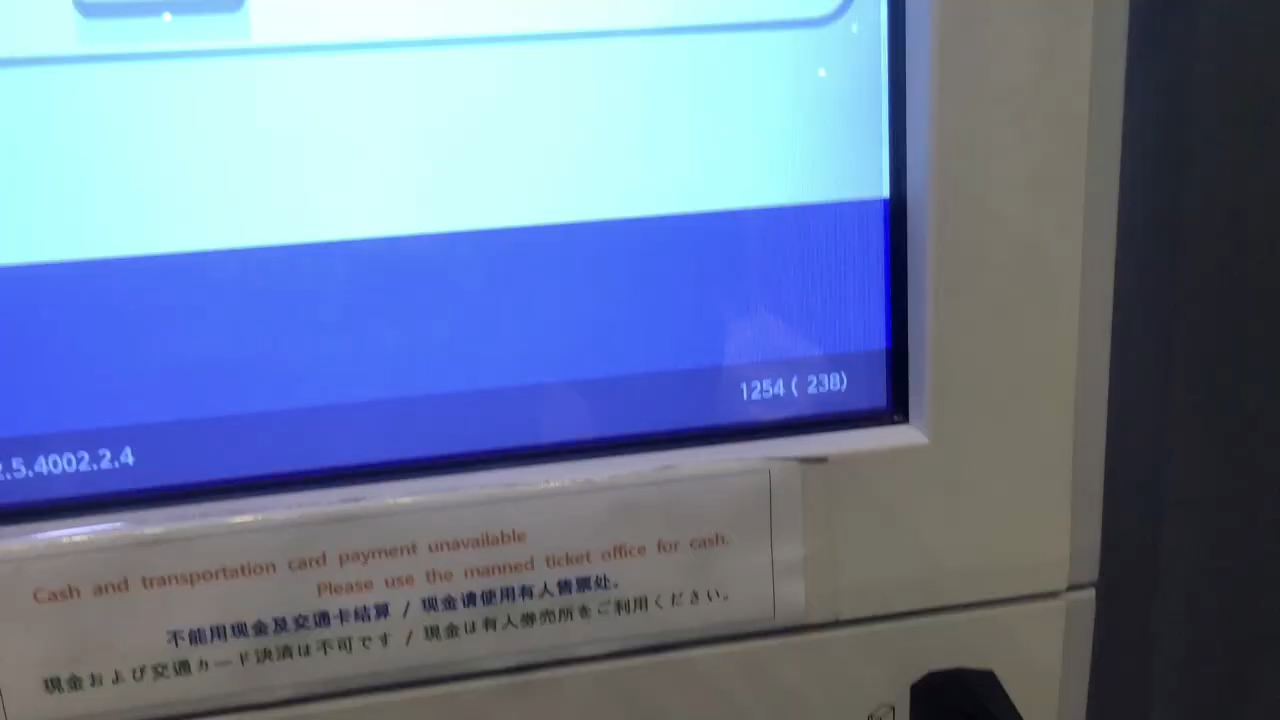 1254 ( 238)
2.5.4002.2.4
Cash and transportation card payment unavailable
Please use the manned ticket office for cash.
不能用现金及交通卡结算 / 现金请使用有人售票处。
現金および交通カード決済は不可です / 現金は有人券売所をご利用ください。